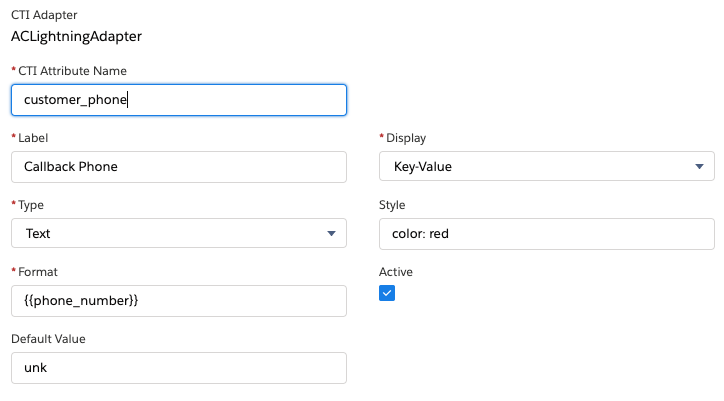 CTI Adapter
ACLightningAdapter
* CTI Attribute Name
customer_phone
* Label
* Display
Callback Phone
Key-Value
* Type
Style
Text
color: red
* Format
Active
{{phone_number}}
Default Value
unk